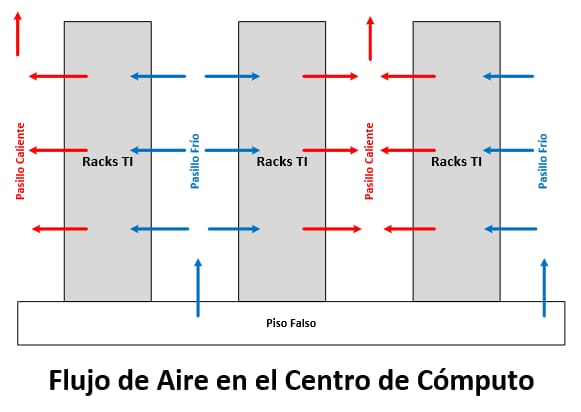 Pasillo Caliente
Racks TI
Pasillo Frío
Racks TI
Pasillo Caliente
Racks TI
Pasillo Frío
Piso Falso
Flujo de Aire en el Centro de Cómputo